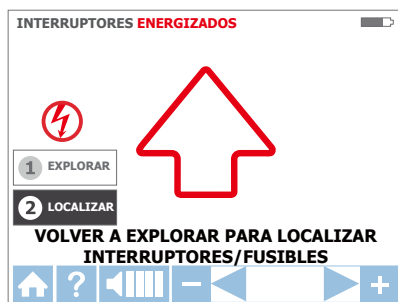 INTERRUPTORES ENERGIZADOS
1 EXPLORAR
2 LOCALIZAR
VOLVER A EXPLORAR PARA LOCALIZAR
INTERRUPTORES/FUSIBLES
? − +